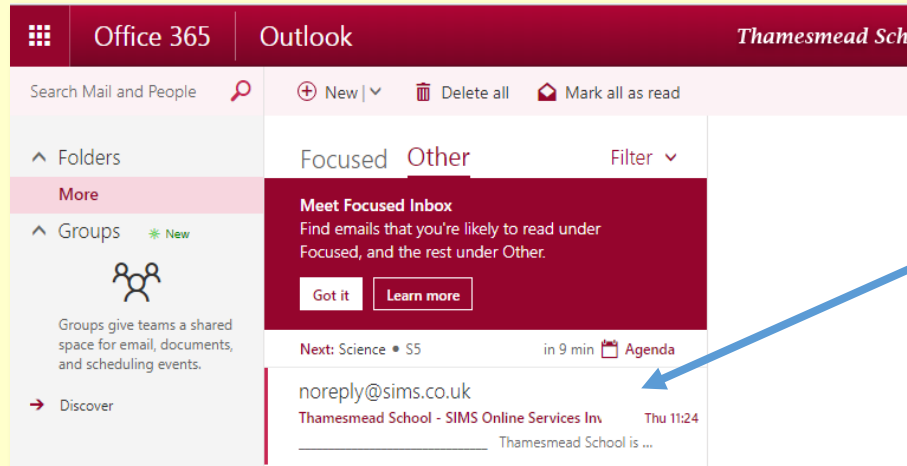 Office 365 Outlook Thamesmead Sch
Search Mail and People New Delete all Mark all as read
Folders
More
Groups New
Groups give teams a shared
space for email, documents,
and scheduling events.
Discover
Focused Other Filter
Meet Focused Inbox
Find emails that you're likely to read under
Focused, and the rest under Other.
Got it Learn more
Next: Science • S5 in 9 min Agenda
noreply@sims.co.uk
Thamesmead School - SIMS Online Services Inv Thu 11:24
Thamesmead School is ...